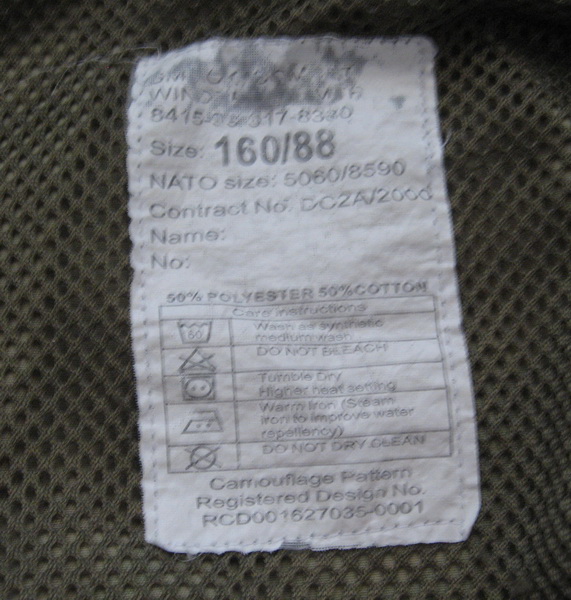 Size: 160/88
NATO size: 5060/8590
Contract No. DC2A/200
Name:
No:
50% POLYESTER 50%COTTON
Care instructions
60
Wash as synthetic
medium wash
DO NOT BLEACH
Tumble Dry
Higher heat setting
Warm Iron (Steam
iron to improve water
repellency)
DO NOT DRY CLEAN
Camouflage Pattern
Registered Design No.
RCD001627035-0001